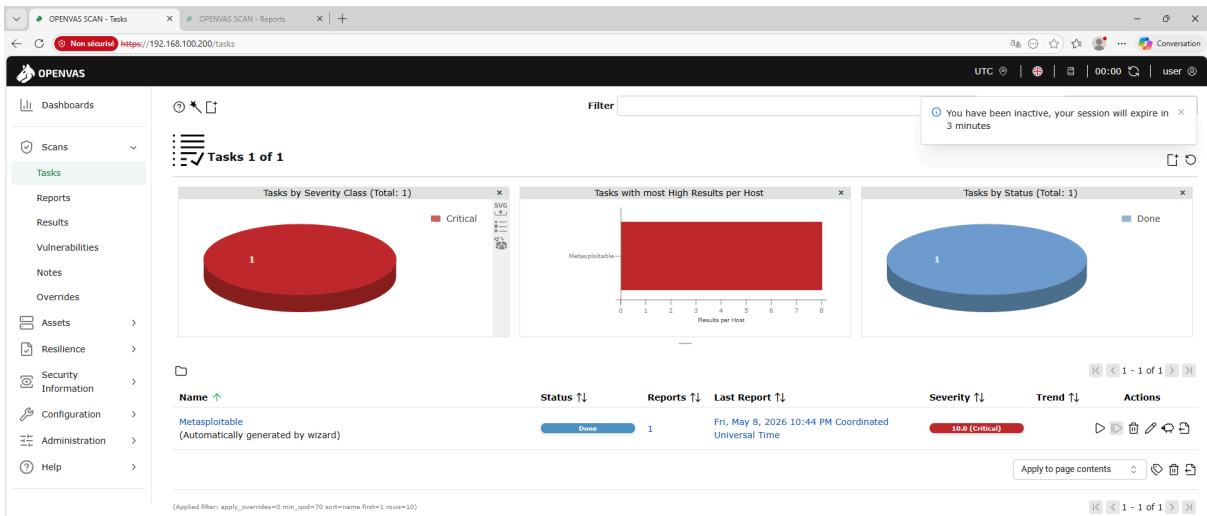 OPENVAS SCAN - Tasks
OPENVAS SCAN - Reports
Non sécurisé https://192.168.100.200/tasks
Conversation
OPENVAS
UTC
00:00
user
Dashboards
Scans
Tasks
Reports
Results
Vulnerabilities
Notes
Overrides
Assets
Resilience
Security
Information
Configuration
Administration
Help
Filter
You have been inactive, your session will expire in
3 minutes
Tasks 1 of 1
Tasks by Severity Class (Total: 1)
SVG
Critical
1
Tasks with most High Results per Host
Metasploitable
0 1 2 3 4 5 6 7 8
Results per Host
Tasks by Status (Total: 1)
Done
1
1 - 1 of 1
Name Status Reports Last Report Severity Trend Actions
Metasploitable
(Automatically generated by wizard)
Done
1
Fri, May 8, 2026 10:44 PM Coordinated
Universal Time
10.0 (Critical)
Apply to page contents
(Applied filter: apply_overrides=0 min_qod=70 sort=name first=1 rows=10)
1 - 1 of 1